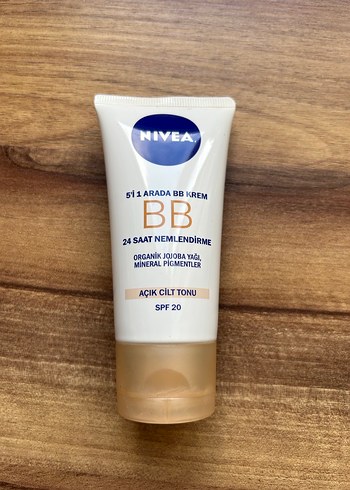 NIVEA
5'İ 1 ARADA BB KREM
BB
24 SAAT NEMLENDİRME
ORGANİK JOJOBA YAĞI,
MİNERAL PİGMENTLER
AÇIK CİLT TONU
SPF 20